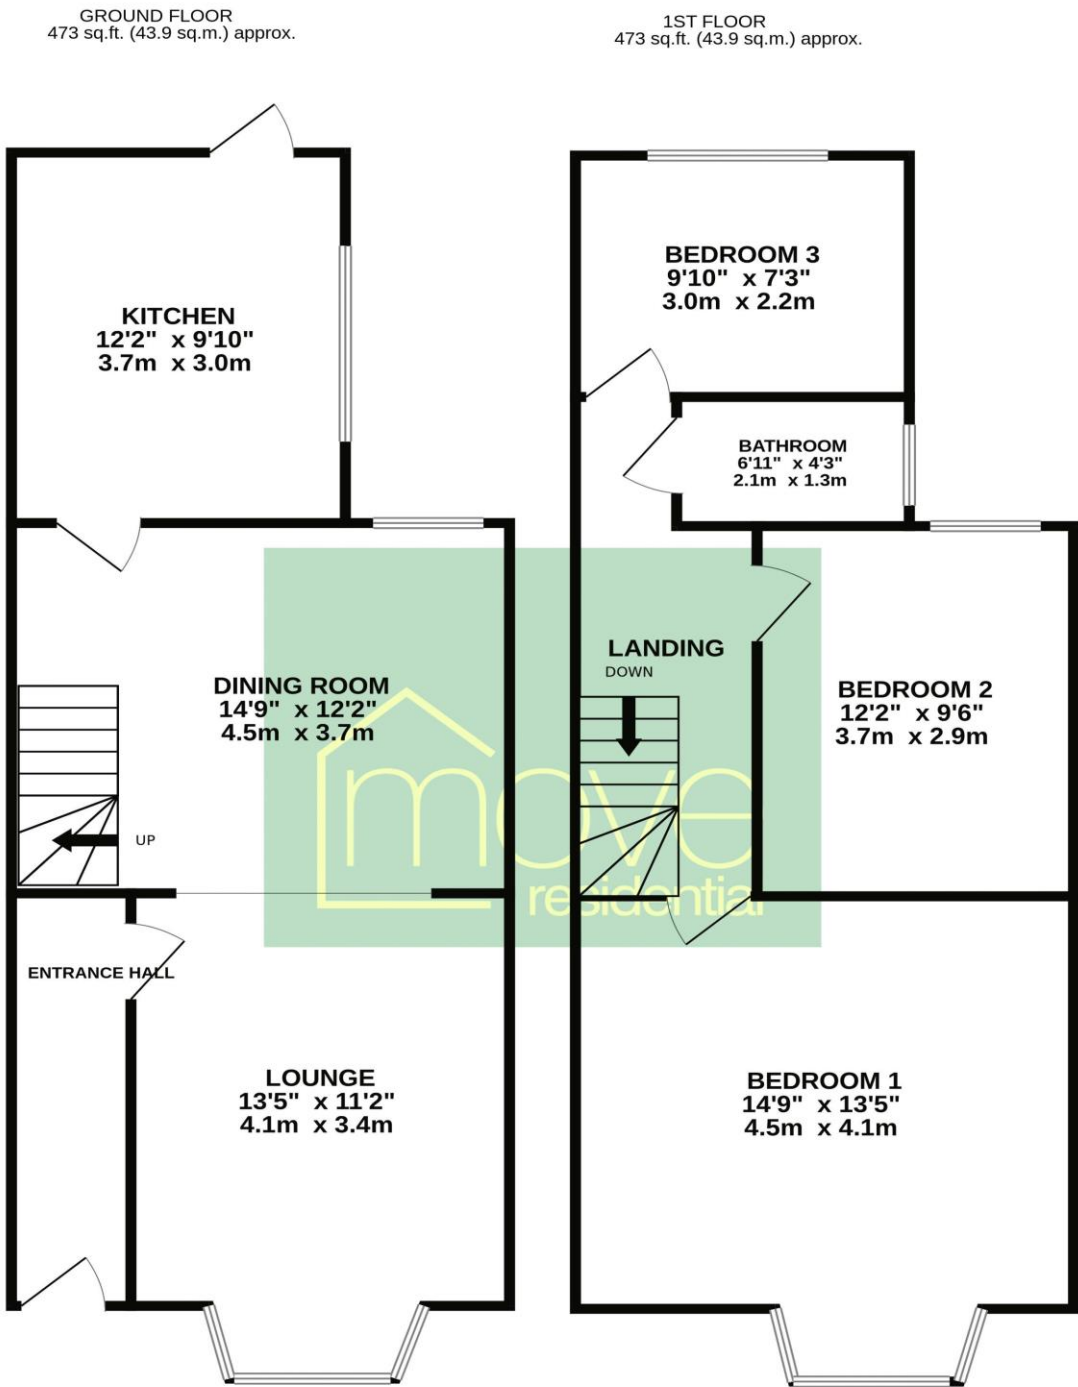 GROUND FLOOR
473 sq.ft. (43.9 sq.m.) approx.
1ST FLOOR
473 sq.ft. (43.9 sq.m.) approx.
KITCHEN
12'2" x 9'10"
3.7m x 3.0m
BEDROOM 3
9'10" x 7'3"
3.0m x 2.2m
BATHROOM
6'11" x 4'3"
2.1m x 1.3m
DINING ROOM
14'9" x 12'2"
4.5m x 3.7m
LANDING
DOWN
BEDROOM 2
12'2" x 9'6"
3.7m x 2.9m
UP
move
residential
ENTRANCE HALL
LOUNGE
13'5" x 11'2"
4.1m x 3.4m
BEDROOM 1
14'9" x 13'5"
4.5m x 4.1m